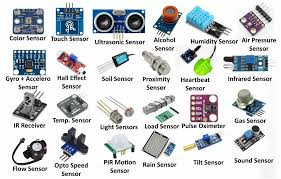 Color Sensor
Touch Sensor
Ultrasonic Sensor
Alcohol
Sensor
Humidity Sensor
Air Pressure
Sensor
Gyro + Accelero
Sensor
Hall Effect
Sensor
Soil Sensor
Proximity
Sensor
Heartbeat
Sensor
Infrared Sensor
IR Receiver
Temp. Sensor
Light Sensors
Load Sensor
Pulse Oximeter
Gas Sensor
Flow Sensor
Opto Speed
Sensor
PIR Motion
Sensor
Rain Sensor
Tilt Sensor
Sound Sensor